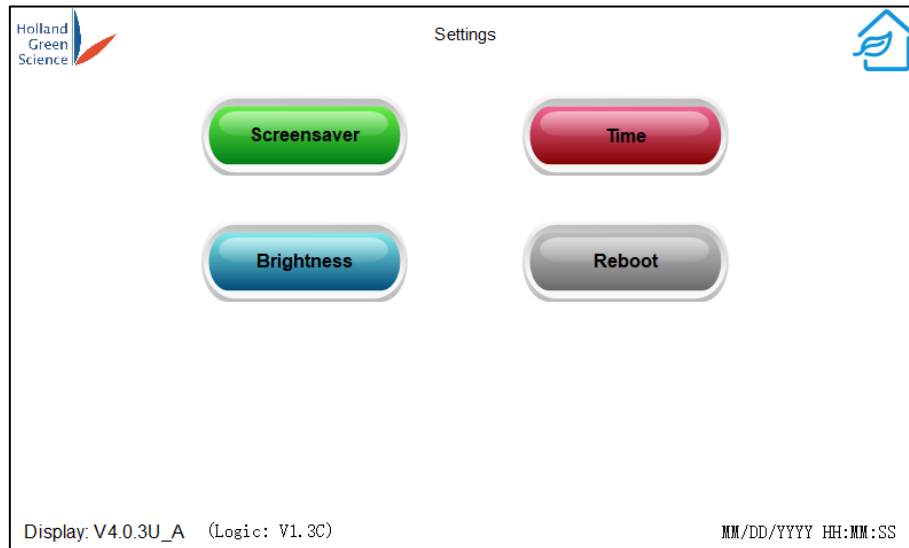 Holland
Green
Science
Settings
Screensaver
Time
Brightness
Reboot
Display: V4.0.3U_A (Logic: V1.3C)
MM/DD/YYYY HH:MM:SS